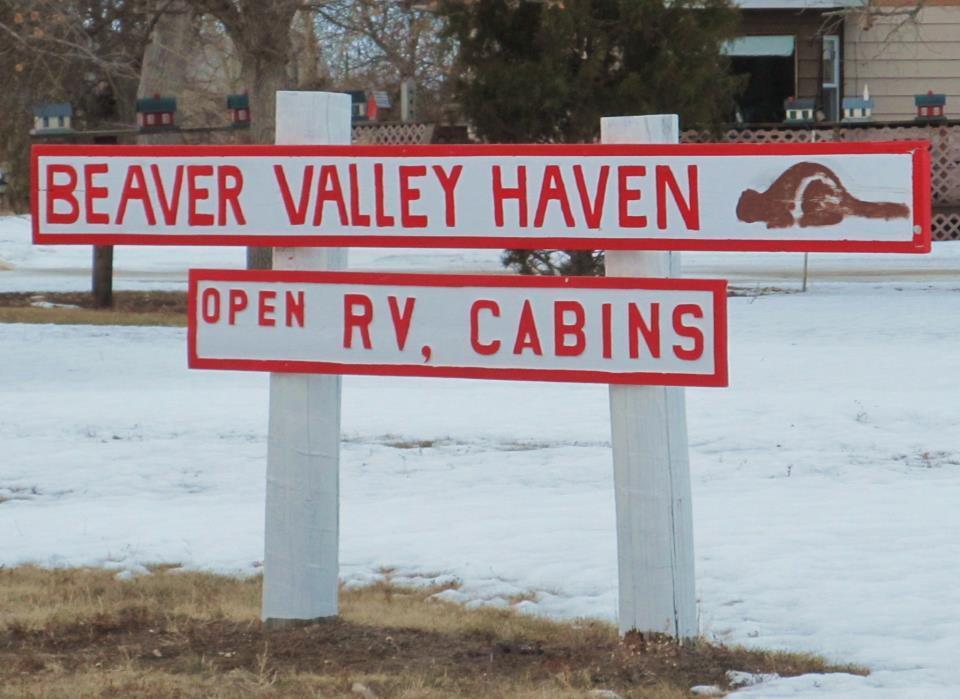 BEAVER VALLEY HAVEN
OPEN RV, CABINS